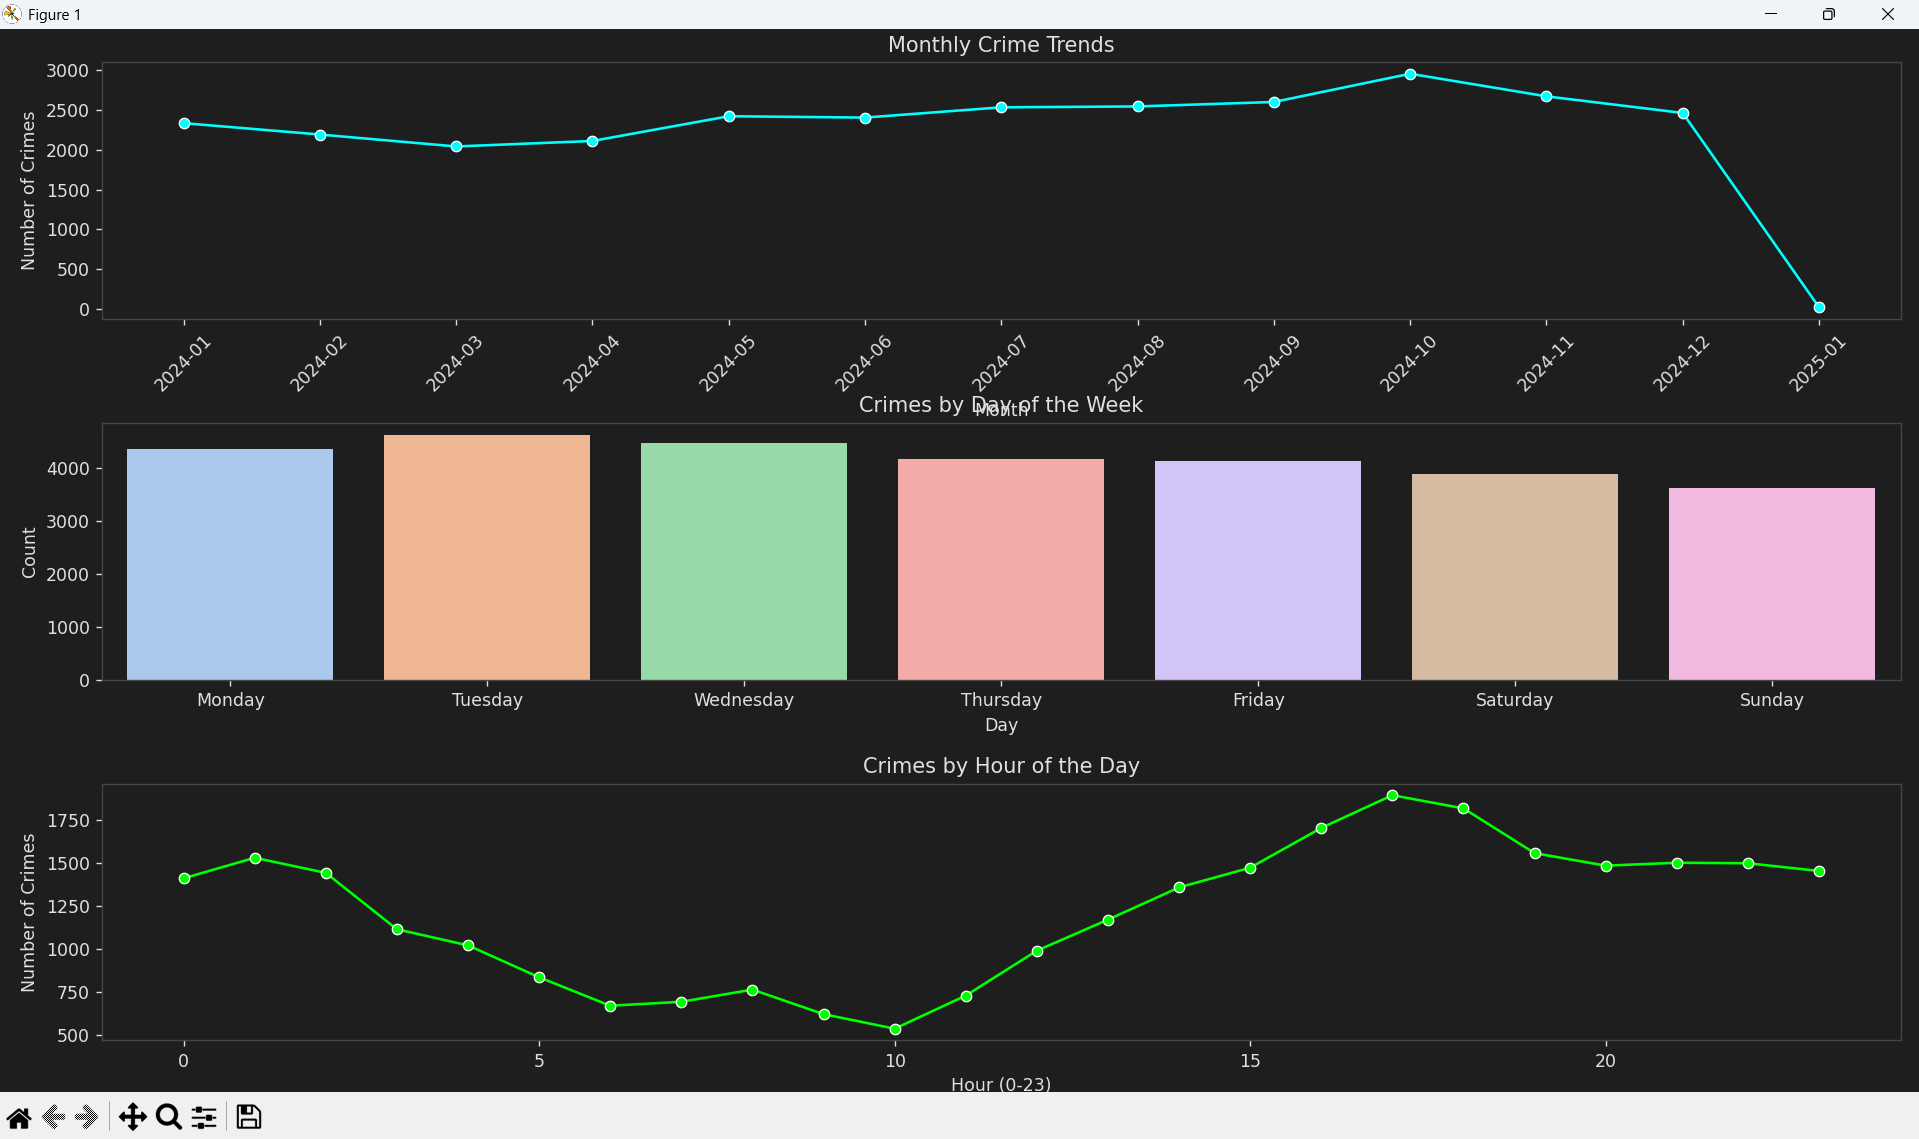 Figure 1
Monthly Crime Trends
Number of Crimes
3000
2500
2000
1500
1000
500
0
2024-01 2024-02 2024-03 2024-04 2024-05 2024-06 2024-07 2024-08 2024-09 2024-10 2024-11 2024-12 2025-01
Month
Crimes by Day of the Week
Count
4000
3000
2000
1000
0
Monday Tuesday Wednesday Thursday Friday Saturday Sunday
Day
Crimes by Hour of the Day
Number of Crimes
1750
1500
1250
1000
750
500
0 5 10 15 20
Hour (0-23)